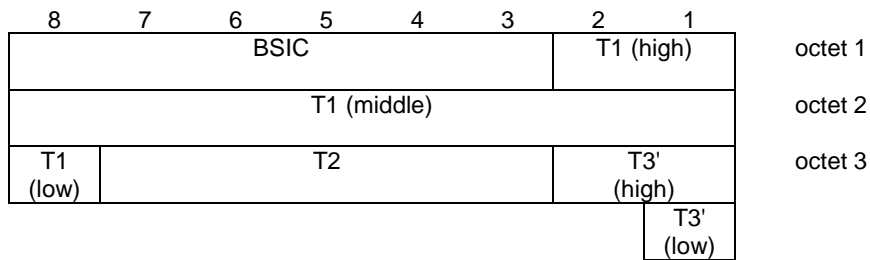 8 7 6 5 4 3 2 1
BSIC T1 (high) octet 1
T1 (middle) octet 2
T1 T2 T3' octet 3
(low) (high)
T3'
(low)